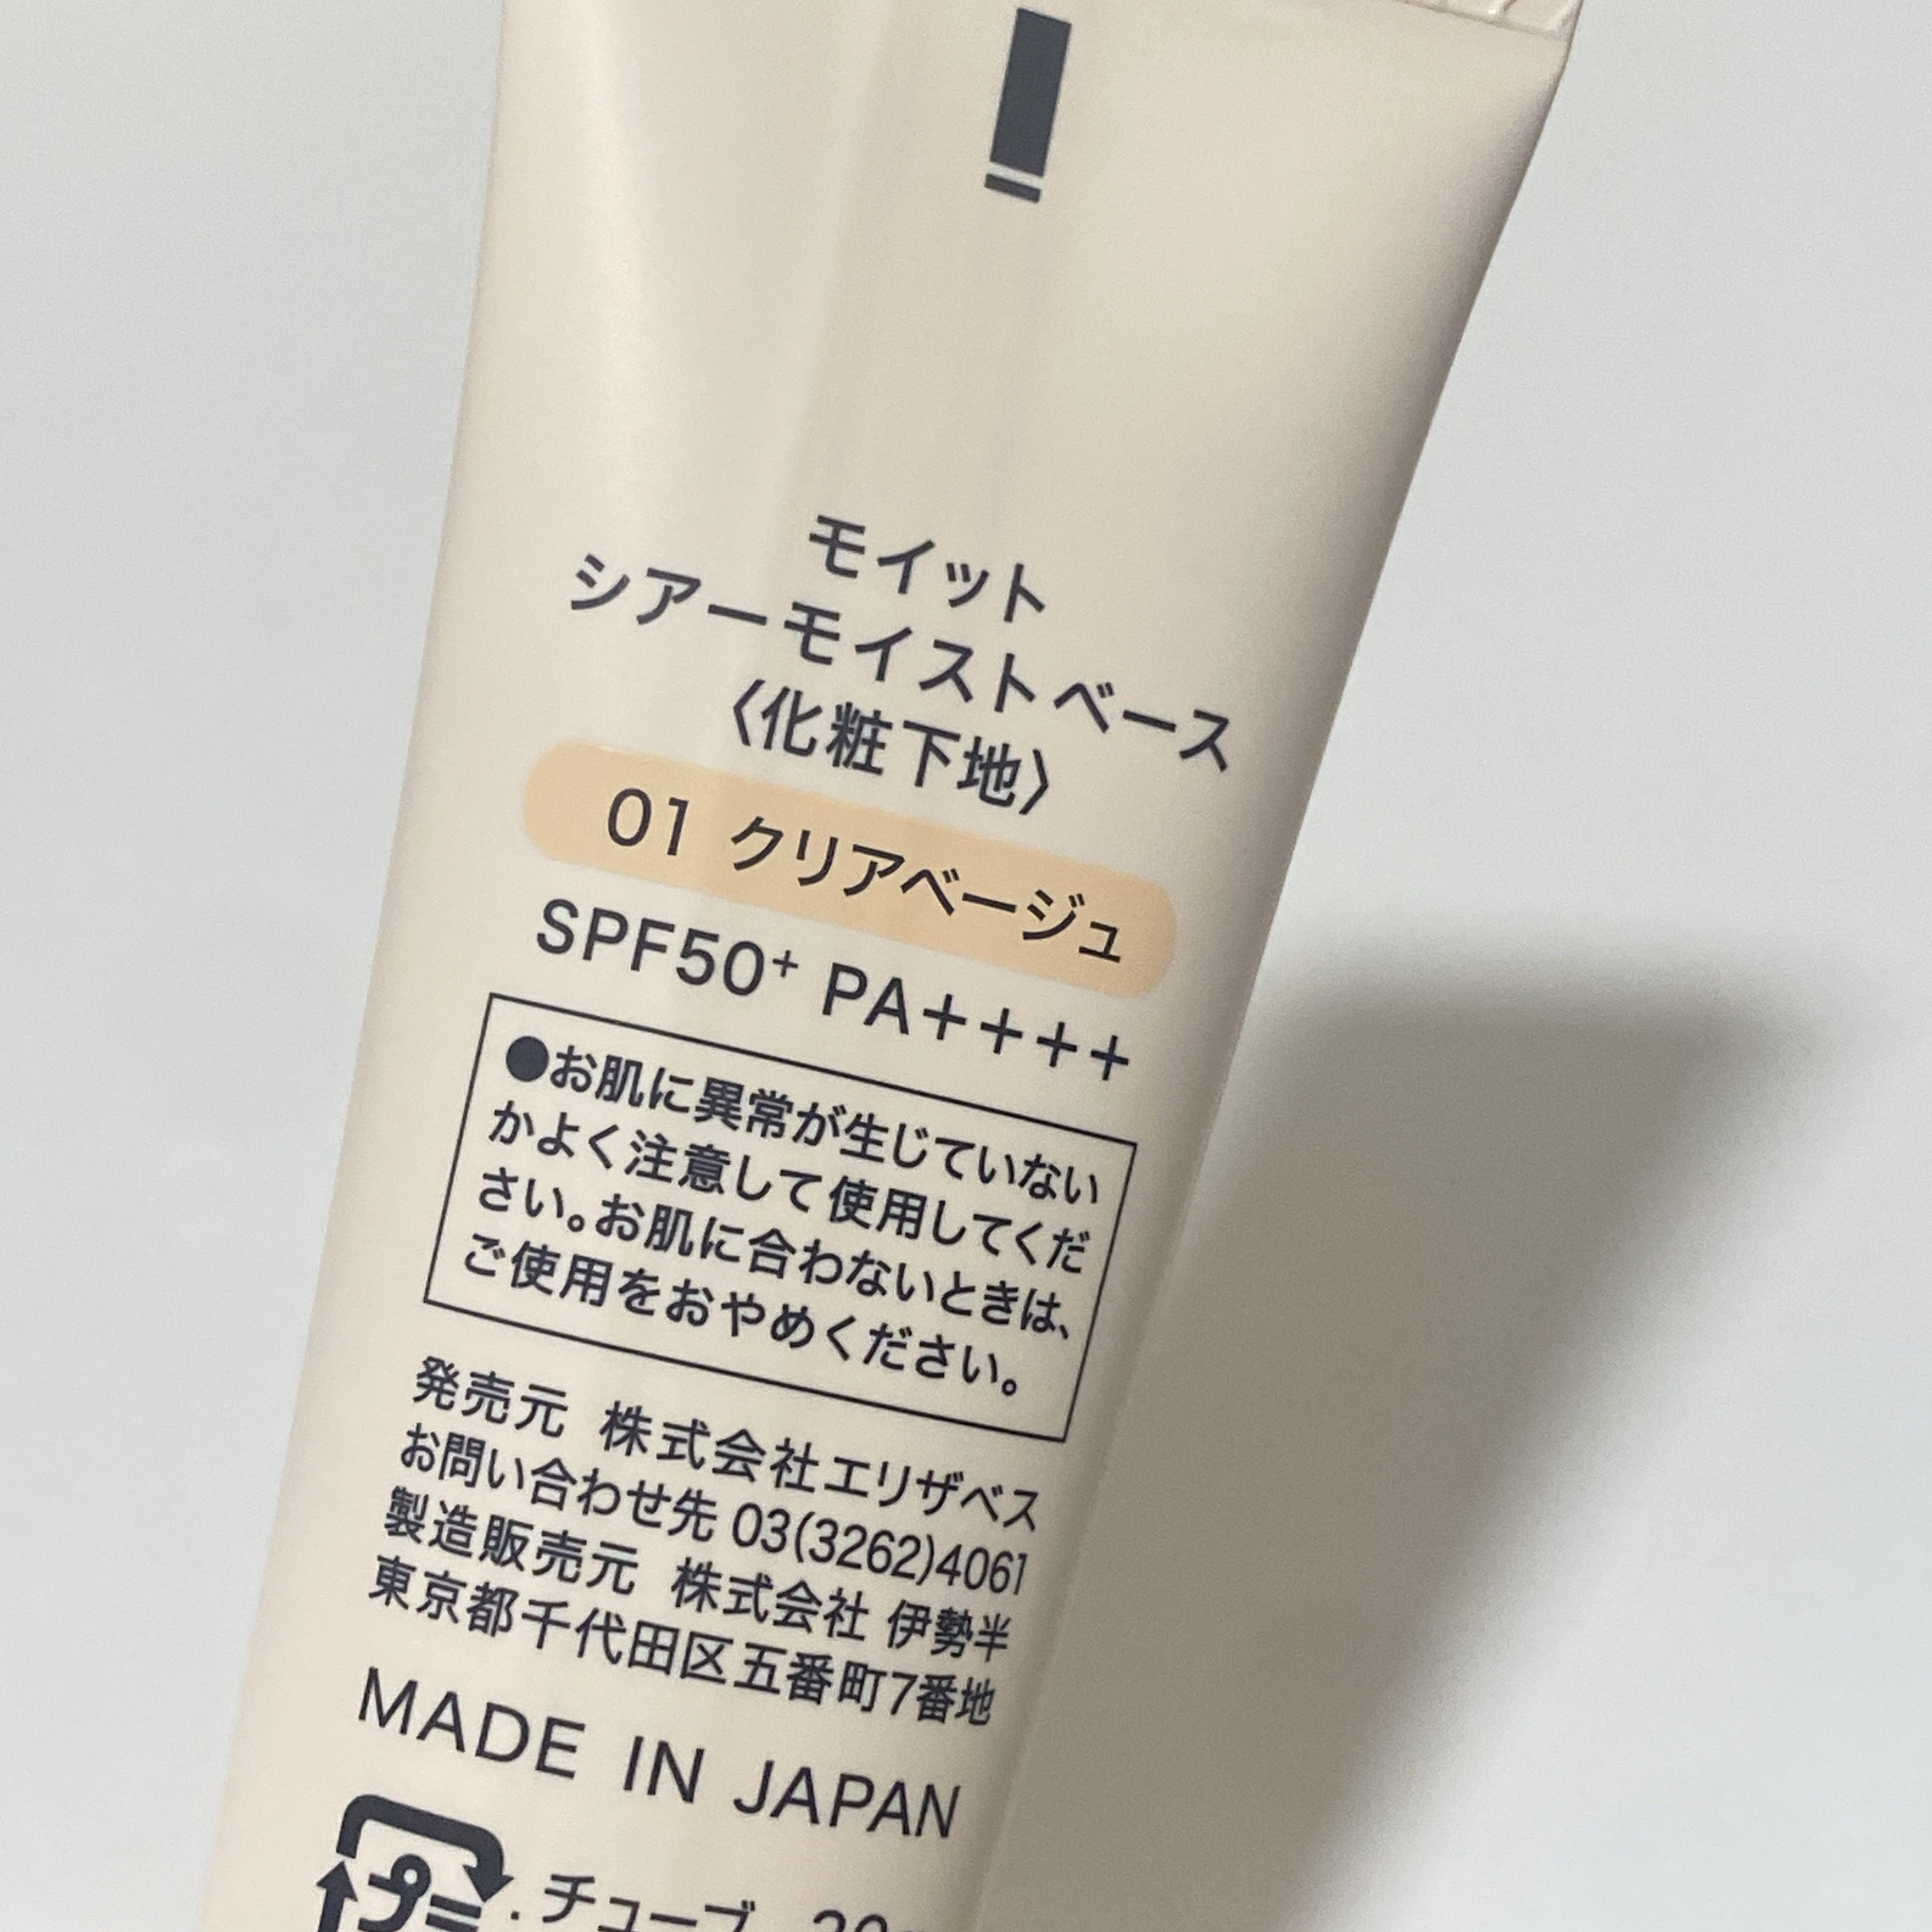 モイット
シアーモイストベース
〈化粧下地〉
01 クリアベージュ
SPF50⁺ PA++++
●お肌に異常が生じていない
かよく注意して使用してくだ
さい。お肌に合わないときは、
ご使用をおやめください。
発売元 株式会社エリザベス
お問い合わせ先 03(3262)4061
製造販売元 株式会社 伊勢半
東京都千代田区五番町7番地
MADE IN JAPAN
プ . チューブ